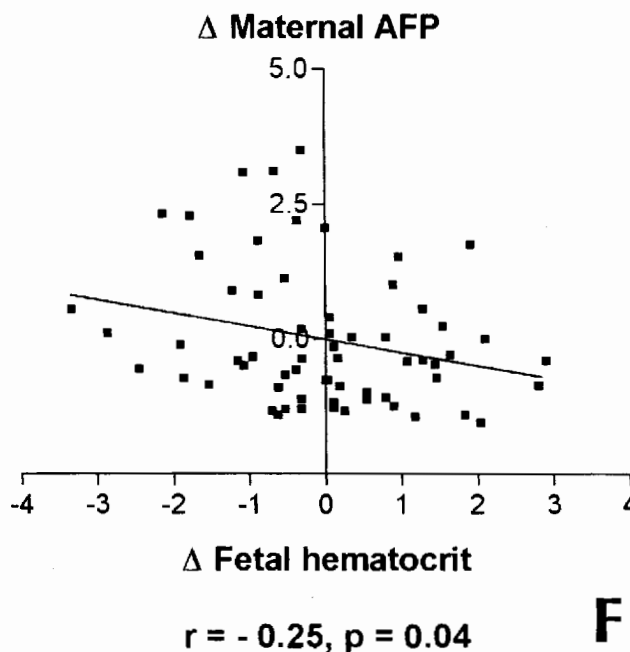 Δ Maternal AFP
5.0
2.5
0.0
-4 -3 -2 -1 0 1 2 3 4
Δ Fetal hematocrit
r = - 0.25, p = 0.04
F